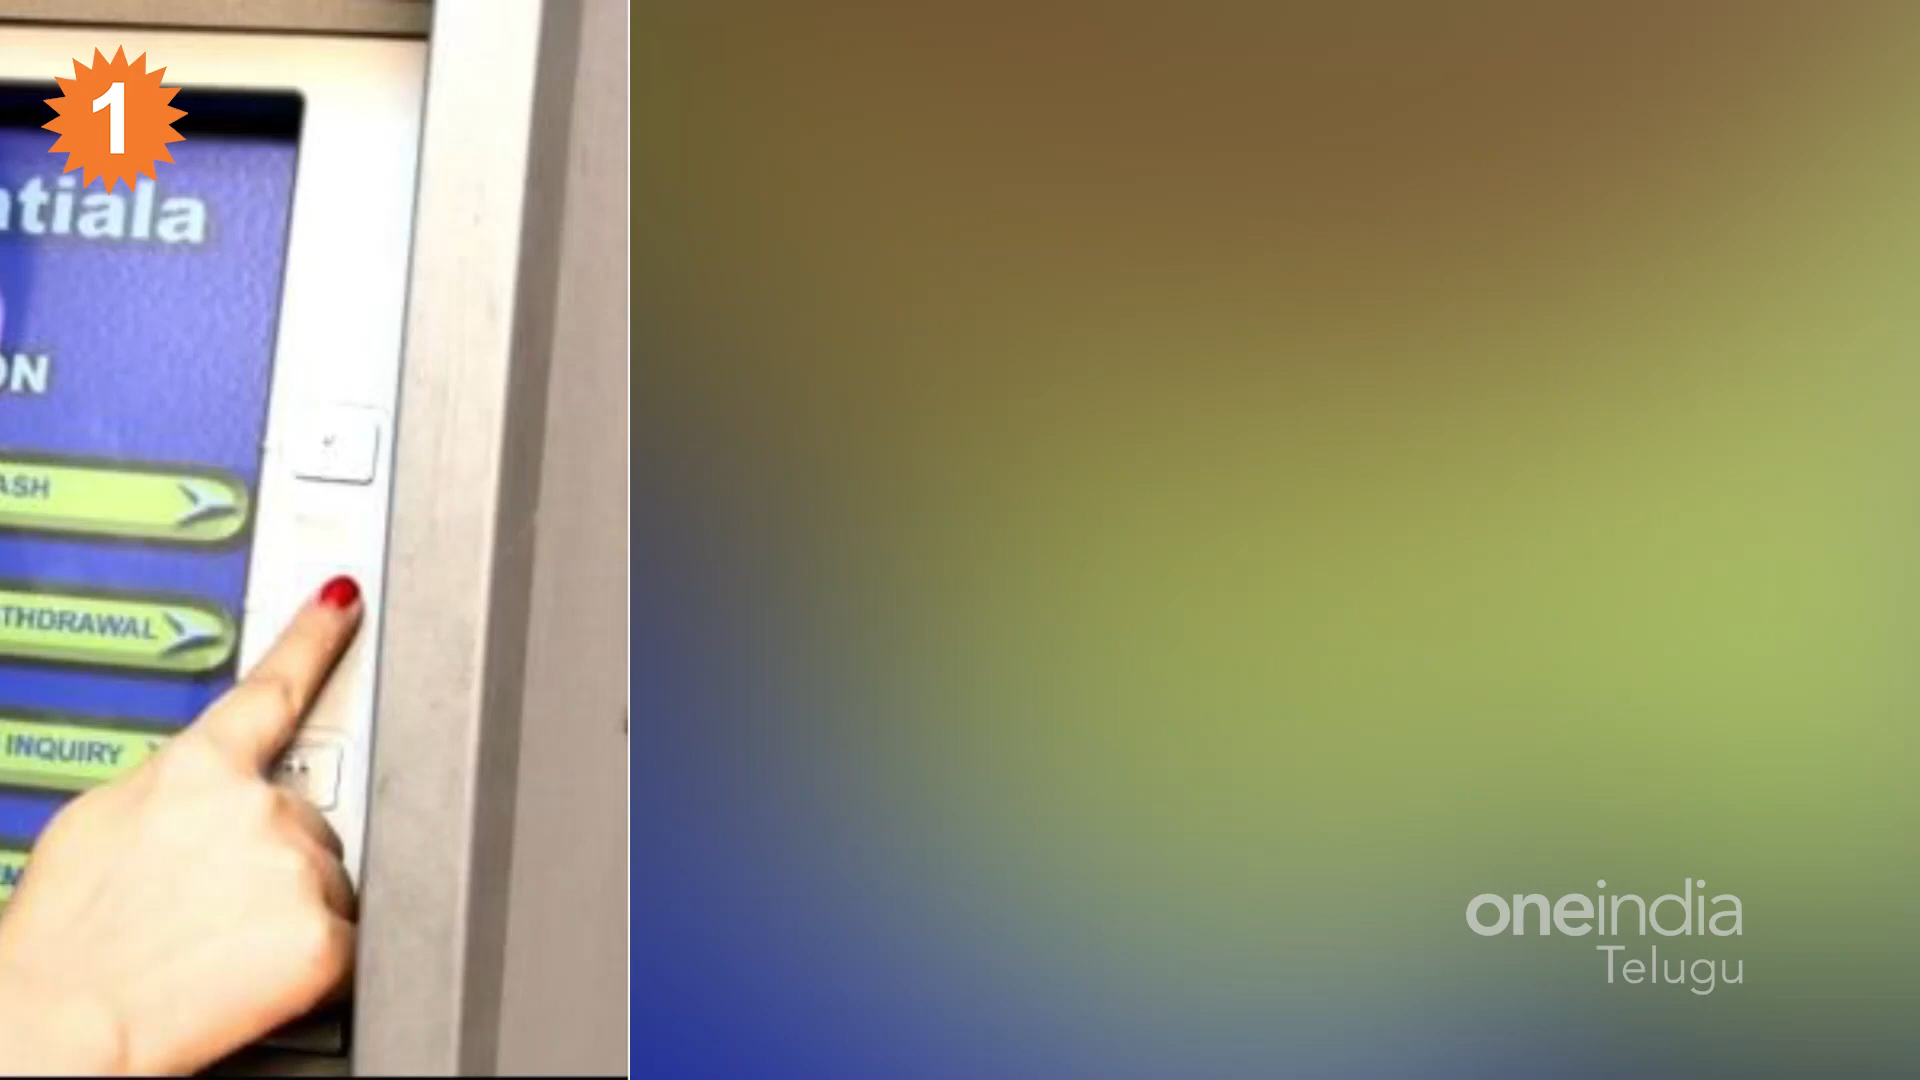 1
tiala
ON
ASH
THDRAWAL
INQUIRY
oneindia
Telugu